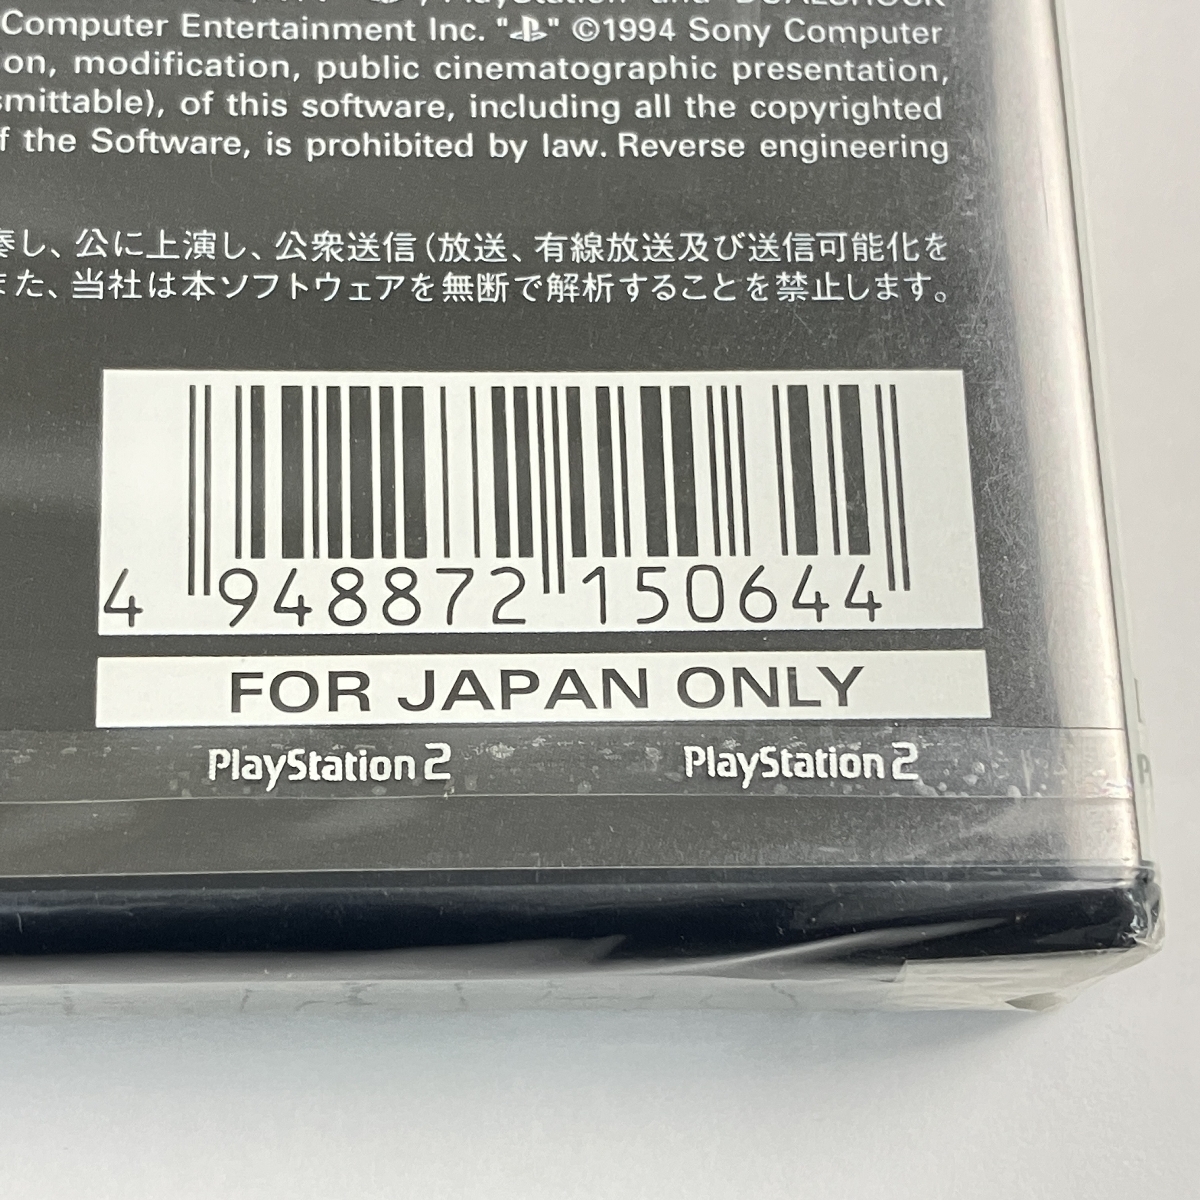 PlayStation" and "DUALSHOCK
Computer Entertainment Inc. " " ©1994 Sony Computer
on, modification, public cinematographic presentation,
smittable), of this software, including all the copyrighted
f the Software, is prohibited by law. Reverse engineering
奏し、公に上演し、公衆送信(放送、有線放送及び送信可能化を
また、当社は本ソフトウェアを無断で解析することを禁止します。
4 948872 150644
FOR JAPAN ONLY
PlayStation 2 PlayStation 2